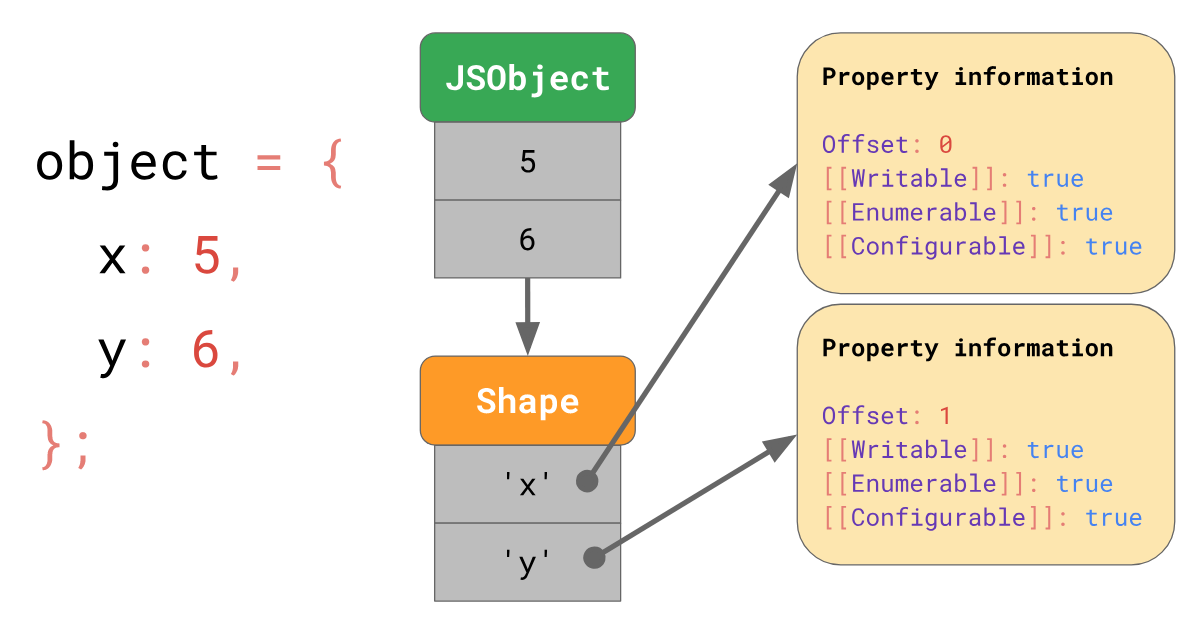 object = {
x: 5,
y: 6,
};
JSObject
5
6
Shape
'x'
'y'
Property information
Offset: 0
[[Writable]]: true
[[Enumerable]]: true
[[Configurable]]: true
Property information
Offset: 1
[[Writable]]: true
[[Enumerable]]: true
[[Configurable]]: true